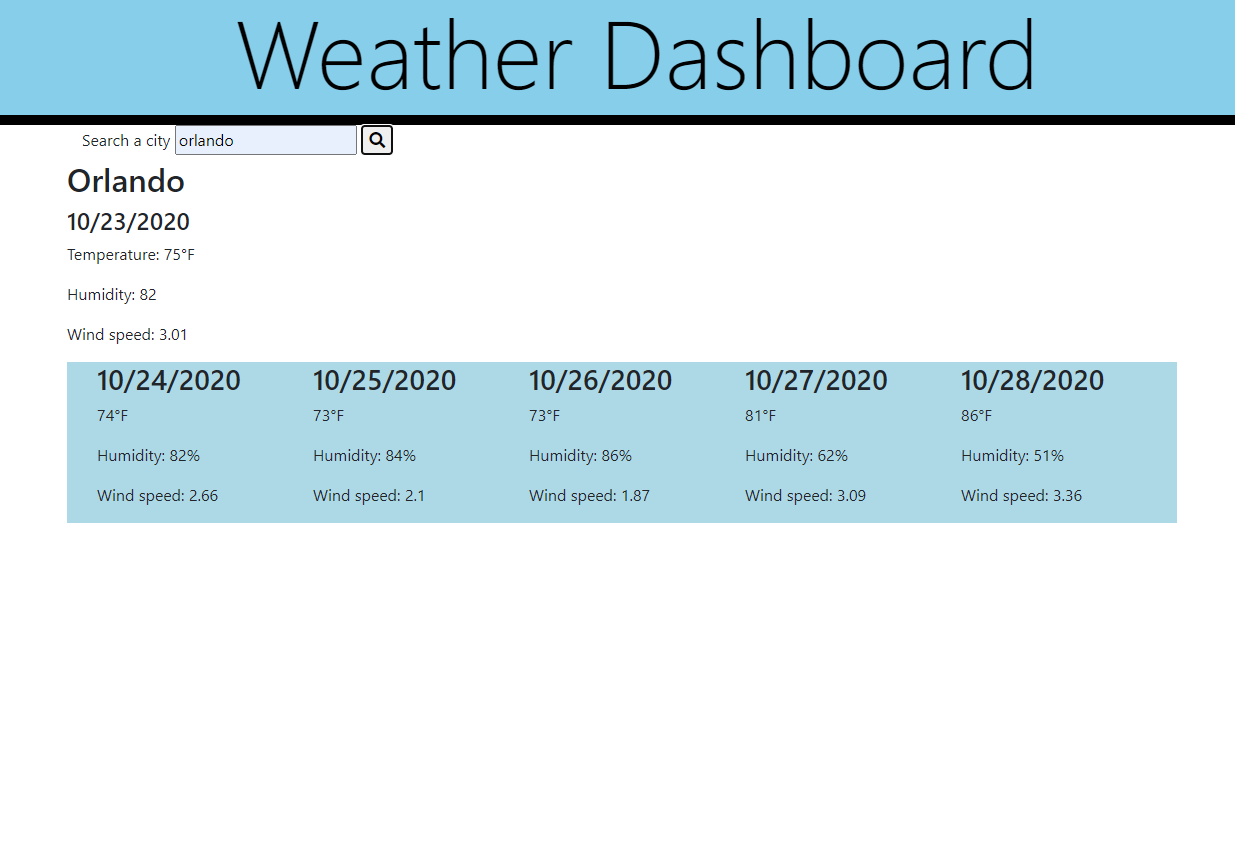 Weather Dashboard
Search a city orlando
Orlando
10/23/2020
Temperature: 75°F
Humidity: 82
Wind speed: 3.01
10/24/2020 10/25/2020 10/26/2020 10/27/2020 10/28/2020
74°F 73°F 73°F 81°F 86°F
Humidity: 82% Humidity: 84% Humidity: 86% Humidity: 62% Humidity: 51%
Wind speed: 2.66 Wind speed: 2.1 Wind speed: 1.87 Wind speed: 3.09 Wind speed: 3.36